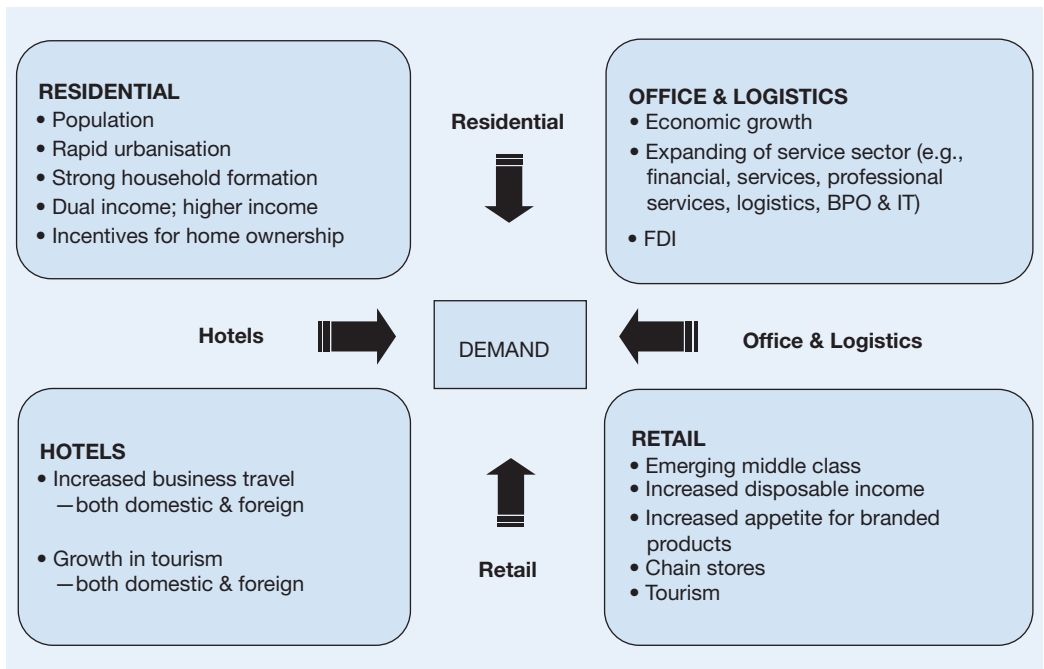 RESIDENTIAL
• Population
• Rapid urbanisation
• Strong household formation
• Dual income; higher income
• Incentives for home ownership
Residential
OFFICE & LOGISTICS
• Economic growth
• Expanding of service sector (e.g.,
financial, services, professional
services, logistics, BPO & IT)
• FDI
Hotels
DEMAND
Office & Logistics
HOTELS
• Increased business travel
—both domestic & foreign
• Growth in tourism
—both domestic & foreign
Retail
RETAIL
• Emerging middle class
• Increased disposable income
• Increased appetite for branded
products
• Chain stores
• Tourism